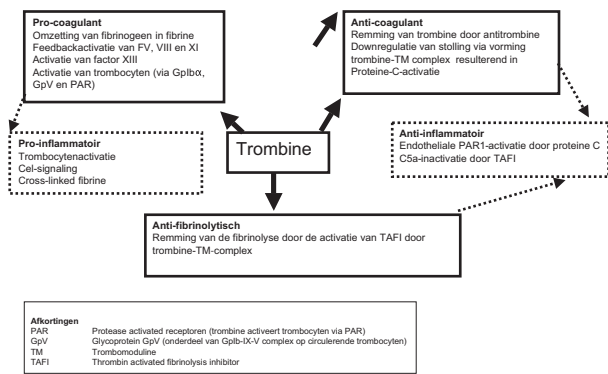 Pro-coagulant
Omzetting van fibrinogeen in fibrine
Feedbackactivatie van FV, VIII en XI
Activatie van factor XIII
Activatie van trombocyten (via GpIbα,
GpV en PAR)
Anti-coagulant
Remming van trombine door antitrombine
Downregulatie van stolling via vorming
trombine-TM complex resulterend in
Proteine-C-activatie
Pro-inflammatoir
Trombocytenactivatie
Cel-signaling
Cross-linked fibrine
Trombine
Anti-inflammatoir
Endotheliale PAR1-activatie door proteine C
C5a-inactivatie door TAFI
Anti-fibrinolytisch
Remming van de fibrinolyse door de activatie van TAFI door
trombine-TM-complex
Afkortingen
PAR Protease activated receptoren (trombine activeert trombocyten via PAR)
GpV Glycoprotein GpV (onderdeel van GpIb-IX-V complex op circulerende trombocyten)
TM Trombomoduline
TAFI Thrombin activated fibrinolysis inhibitor